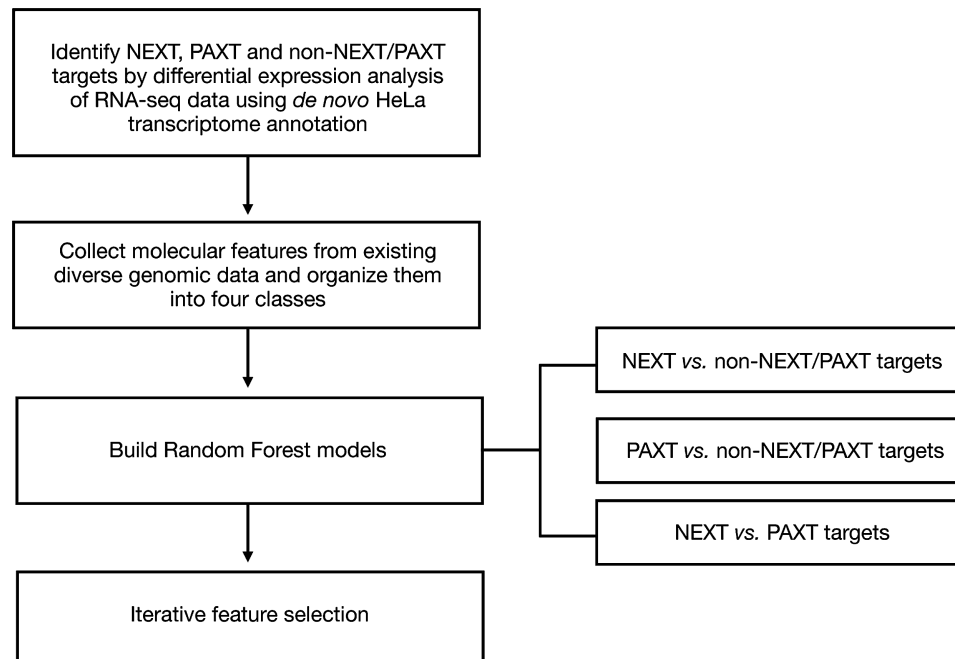 Identify NEXT, PAXT and non-NEXT/PAXT
targets by differential expression analysis
of RNA-seq data using de novo HeLa
transcriptome annotation
Collect molecular features from existing
diverse genomic data and organize them
into four classes
Build Random Forest models
NEXT vs. non-NEXT/PAXT targets
PAXT vs. non-NEXT/PAXT targets
NEXT vs. PAXT targets
Iterative feature selection